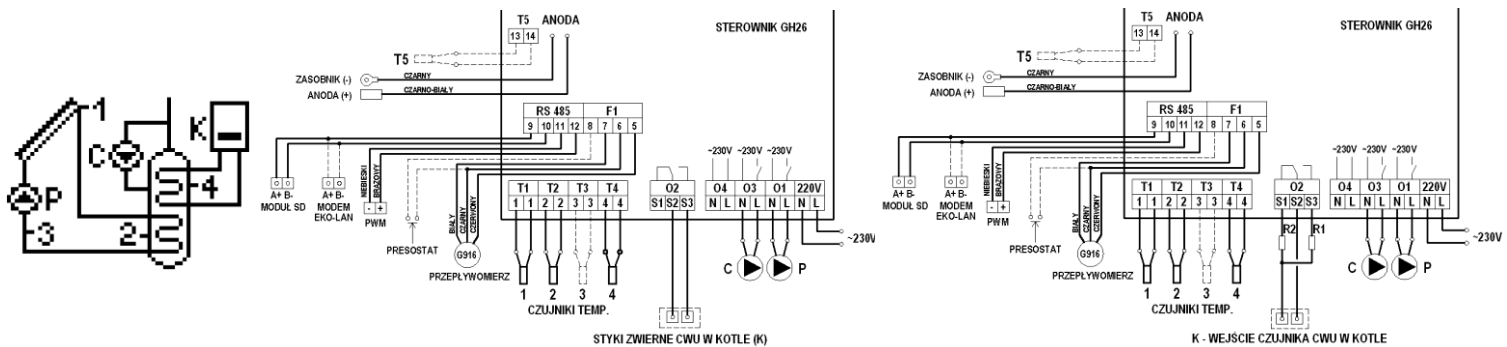 1
C
K
P
4
3
2
T5 ANODA
STEROWNIK GH26
13 14
T5
ZASOBNIK (-)
CZARNY
ANODA (+)
CZARNO-BIAŁY
RS 485 F1
9 10 11 12 8 7 6 5
~230V ~230V ~230V
A+ B-
MODUŁ SD
A+ B-
MODEM
EKO-LAN
NIEBIESKI
BRĄZOWY
- +
PWM
PRESOSTAT
BIAŁY
CZARNY
CZERWONY
G916
PRZEPŁYWOMIERZ
T1 T2 T3 T4
1 1 2 2 3 3 4 4
O2
S1 S2 S3
O4 O3 O1 220V
N L N L N L N L
~230V
C P
1 2 3 4
CZUJNIKI TEMP.
STYKI ZWIERNE CWU W KOTLE (K)
T5 ANODA
STEROWNIK GH26
13 14
T5
ZASOBNIK (-)
CZARNY
ANODA (+)
CZARNO-BIAŁY
RS 485 F1
9 10 11 12 8 7 6 5
~230V ~230V ~230V
A+ B-
MODUŁ SD
A+ B-
MODEM
EKO-LAN
NIEBIESKI
BRĄZOWY
- +
PWM
PRESOSTAT
BIAŁY
CZARNY
CZERWONY
G916
PRZEPŁYWOMIERZ
T1 T2 T3 T4
1 1 2 2 3 3 4 4
O2
S1 S2 S3
O4 O3 O1 220V
N L N L N L N L
R2 R1
~230V
C P
1 2 3 4
CZUJNIKI TEMP.
K - WEJŚCIE CZUJNIKA CWU W KOTLE